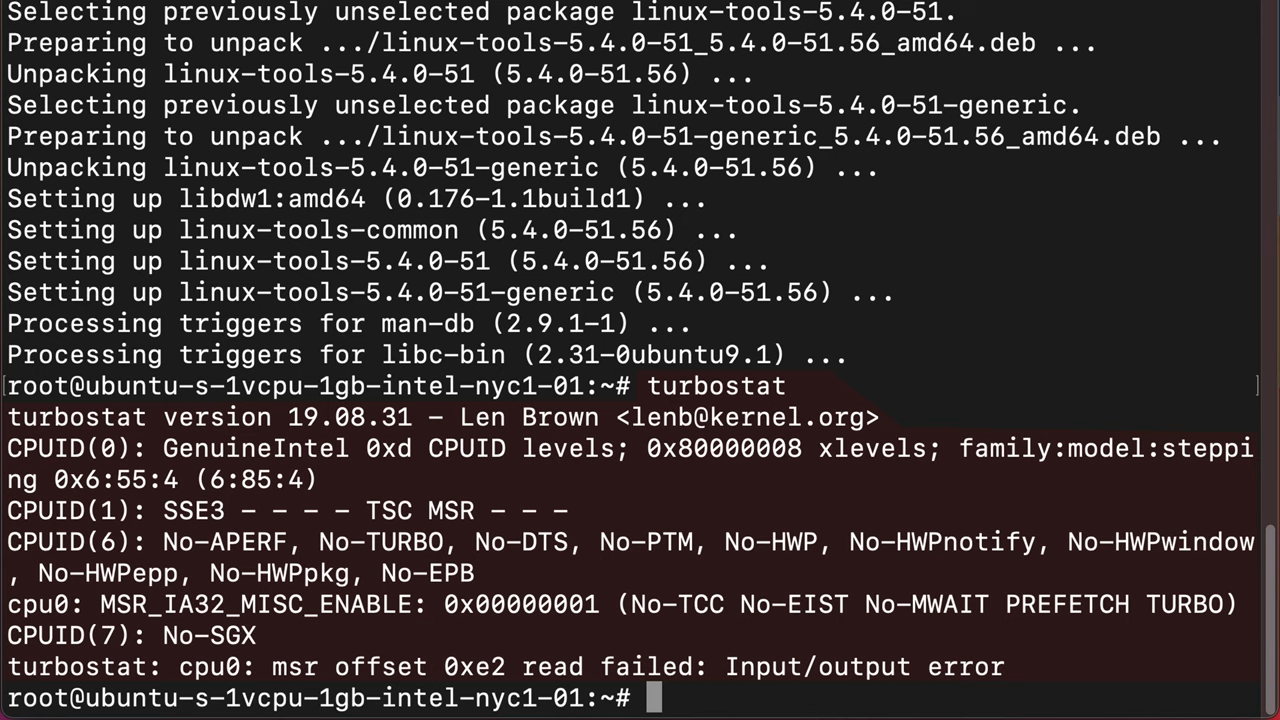 Selecting previously unselected package linux-tools-5.4.0-51.
Preparing to unpack .../linux-tools-5.4.0-51_5.4.0-51.56_amd64.deb ...
Unpacking linux-tools-5.4.0-51 (5.4.0-51.56) ...
Selecting previously unselected package linux-tools-5.4.0-51-generic.
Preparing to unpack .../linux-tools-5.4.0-51-generic_5.4.0-51.56_amd64.deb ...
Unpacking linux-tools-5.4.0-51-generic (5.4.0-51.56) ...
Setting up libdw1:amd64 (0.176-1.1build1) ...
Setting up linux-tools-common (5.4.0-51.56) ...
Setting up linux-tools-5.4.0-51 (5.4.0-51.56) ...
Setting up linux-tools-5.4.0-51-generic (5.4.0-51.56) ...
Processing triggers for man-db (2.9.1-1) ...
Processing triggers for libc-bin (2.31-0ubuntu9.1) ...
[root@ubuntu-s-1vcpu-1gb-intel-nyc1-01:~# turbostat ]
turbostat version 19.08.31 - Len Brown <lenb@kernel.org>
CPUID(0): GenuineIntel 0xd CPUID levels; 0x80000008 xlevels; family:model:steppi
ng 0x6:55:4 (6:85:4)
CPUID(1): SSE3 - - - - TSC MSR - - -
CPUID(6): No-APERF, No-TURBO, No-DTS, No-PTM, No-HWP, No-HWPnotify, No-HWPwindow
, No-HWPepp, No-HWPpkg, No-EPB
cpu0: MSR_IA32_MISC_ENABLE: 0x00000001 (No-TCC No-EIST No-MWAIT PREFETCH TURBO)
CPUID(7): No-SGX
turbostat: cpu0: msr offset 0xe2 read failed: Input/output error
root@ubuntu-s-1vcpu-1gb-intel-nyc1-01:~#